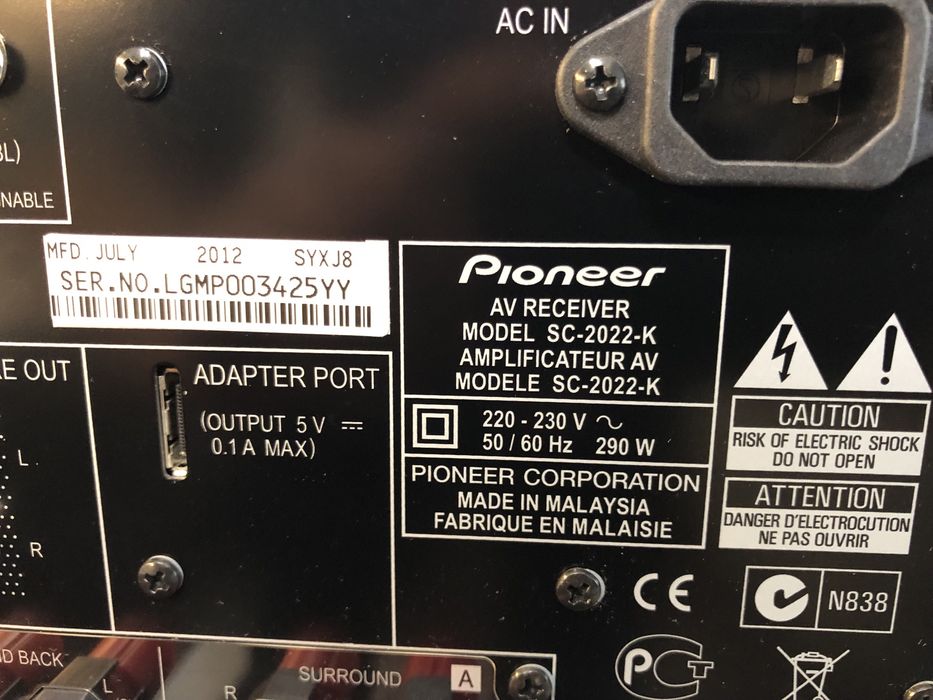 AC IN
BL)
NABLE
MFD. JULY 2012 SYXJ8
SER.NO.LGMP003425YY
Pioneer
AV RECEIVER
MODEL SC-2022-K
AMPLIFICATEUR AV
MODELE SC-2022-K
220 - 230 V ~
50 / 60 Hz 290 W
PIONEER CORPORATION
MADE IN MALAYSIA
FABRIQUE EN MALAISIE
CAUTION
RISK OF ELECTRIC SHOCK
DO NOT OPEN
ATTENTION
DANGER D'ELECTROCUTION
NE PAS OUVRIR
E OUT
L
R
ADAPTER PORT
(OUTPUT 5 V ⎓
0.1 A MAX)
CE
N838
PCT
ND BACK
L
R
SURROUND
A